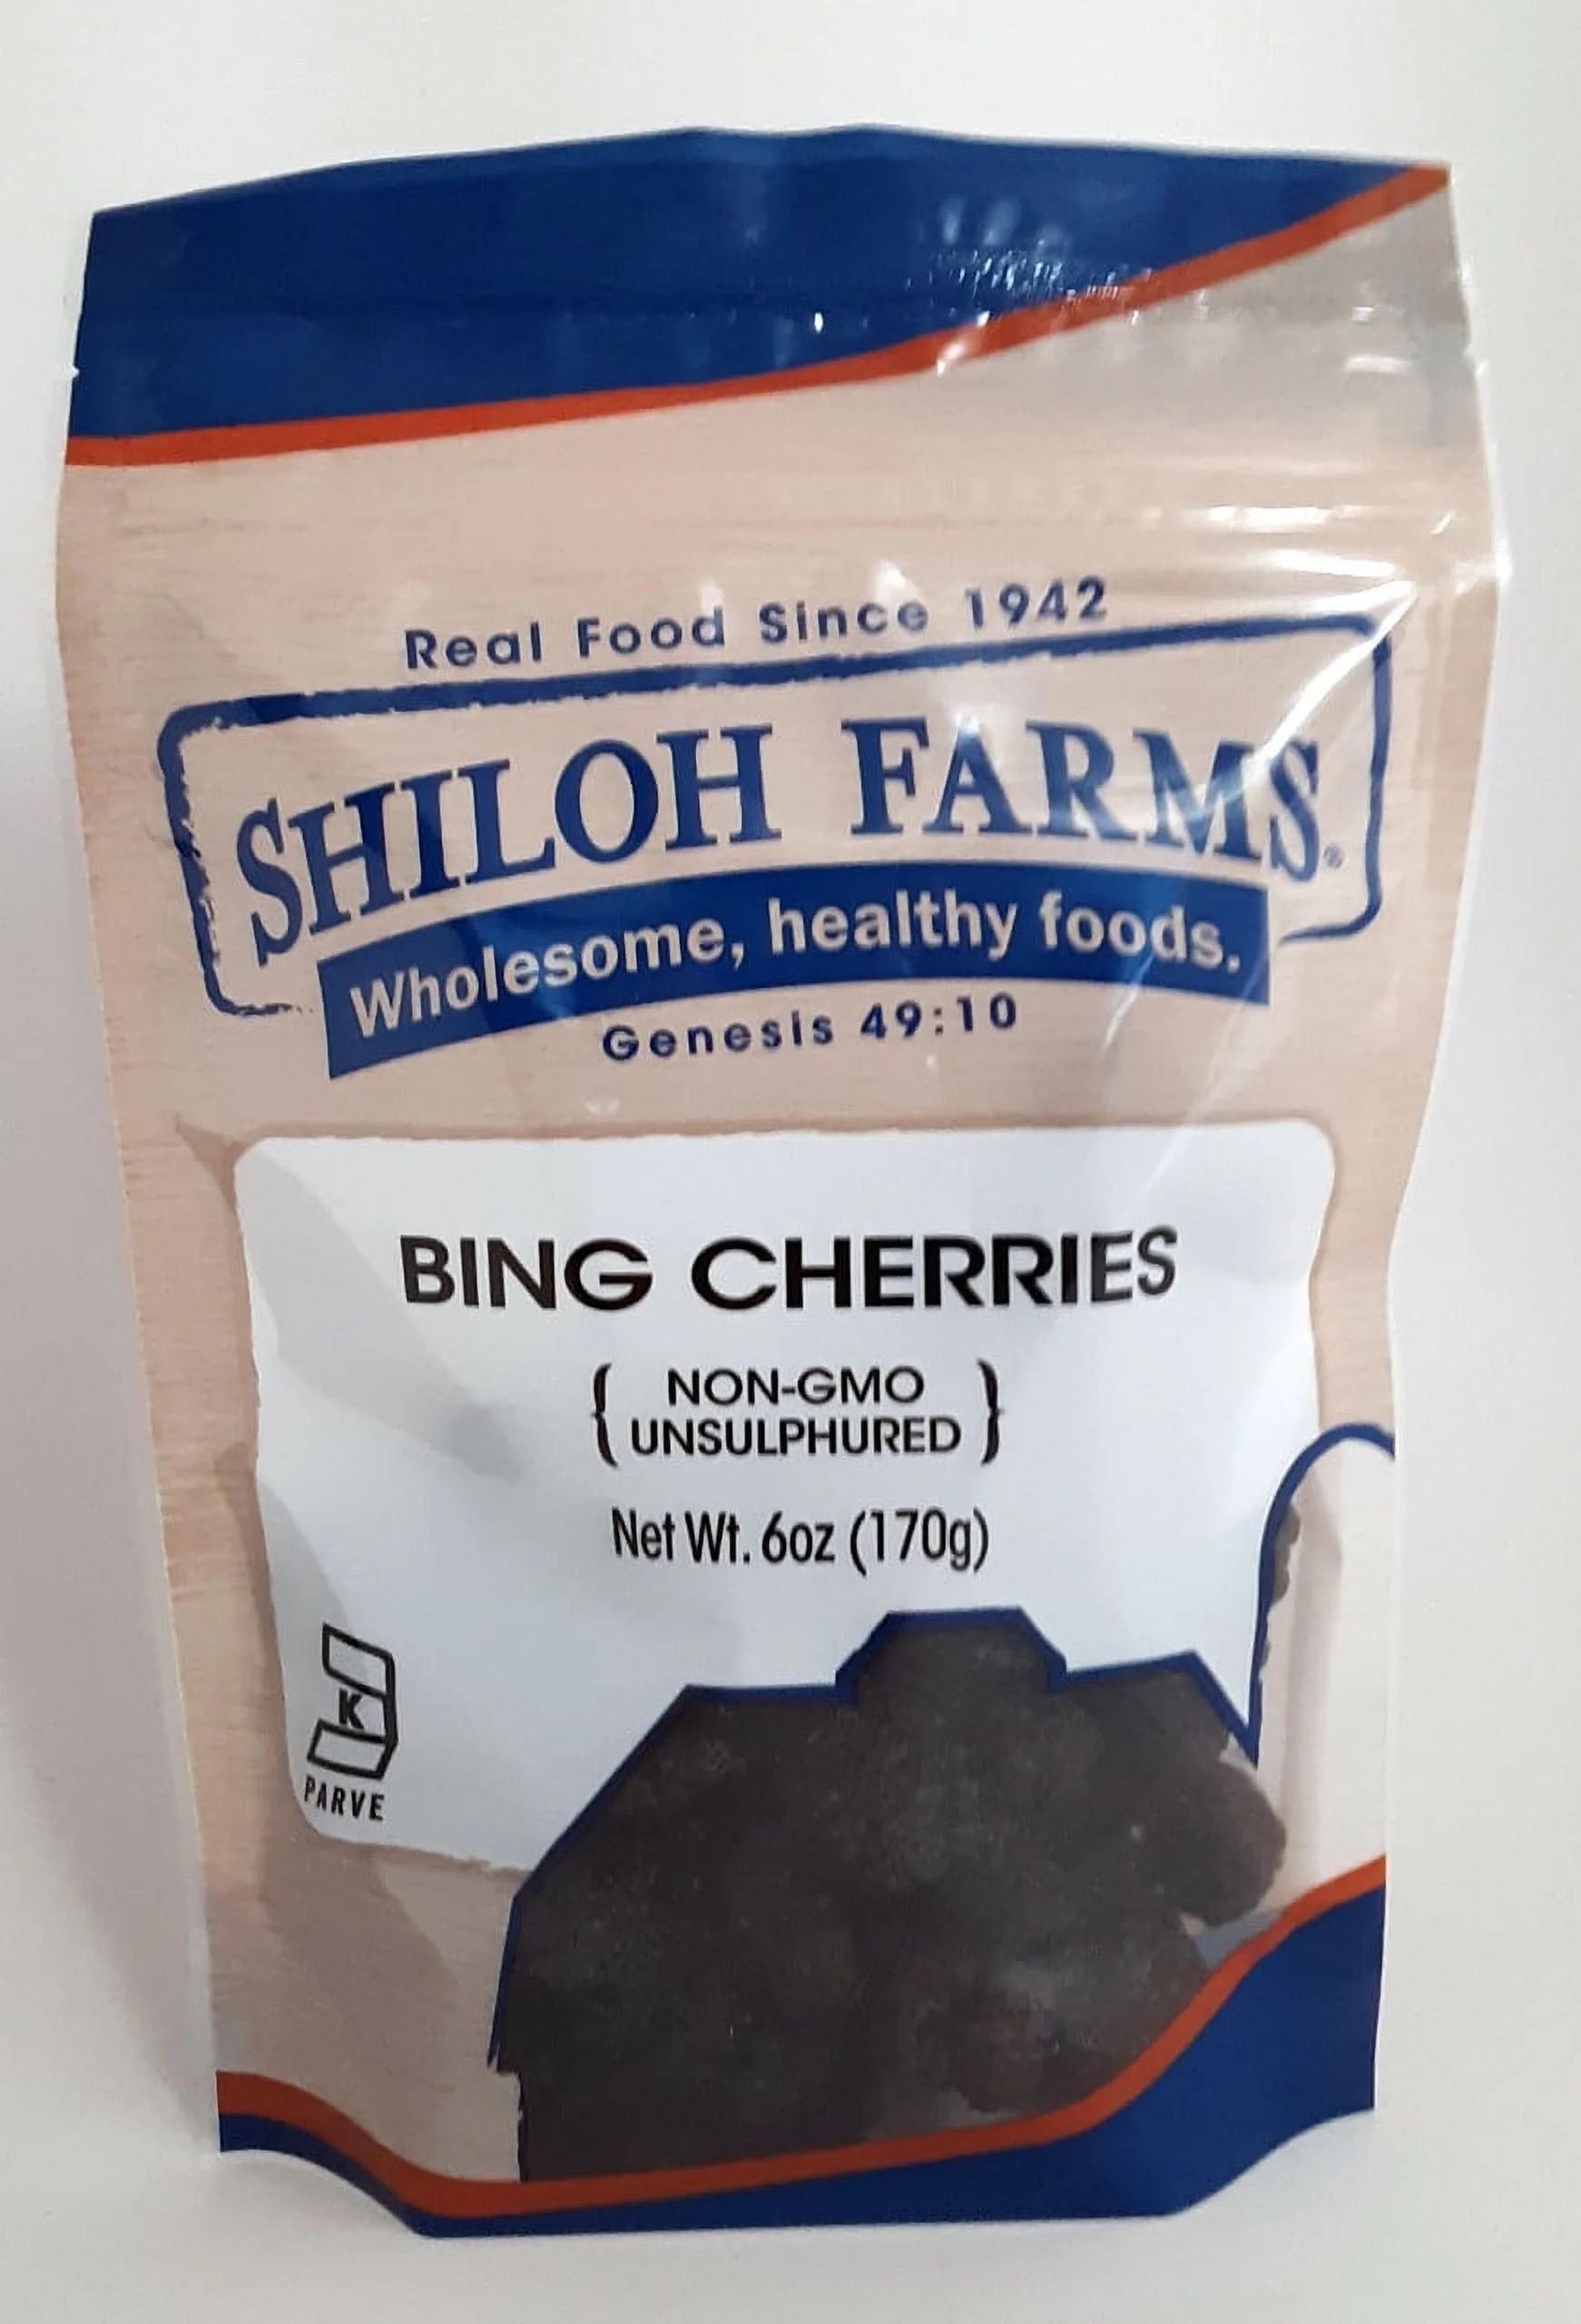 Real Food Since 1942
SHILOH FARMS®
Wholesome, healthy foods.
Genesis 49:10
BING CHERRIES
{ NON-GMO
UNSULPHURED }
Net Wt. 6oz (170g)
K
PARVE